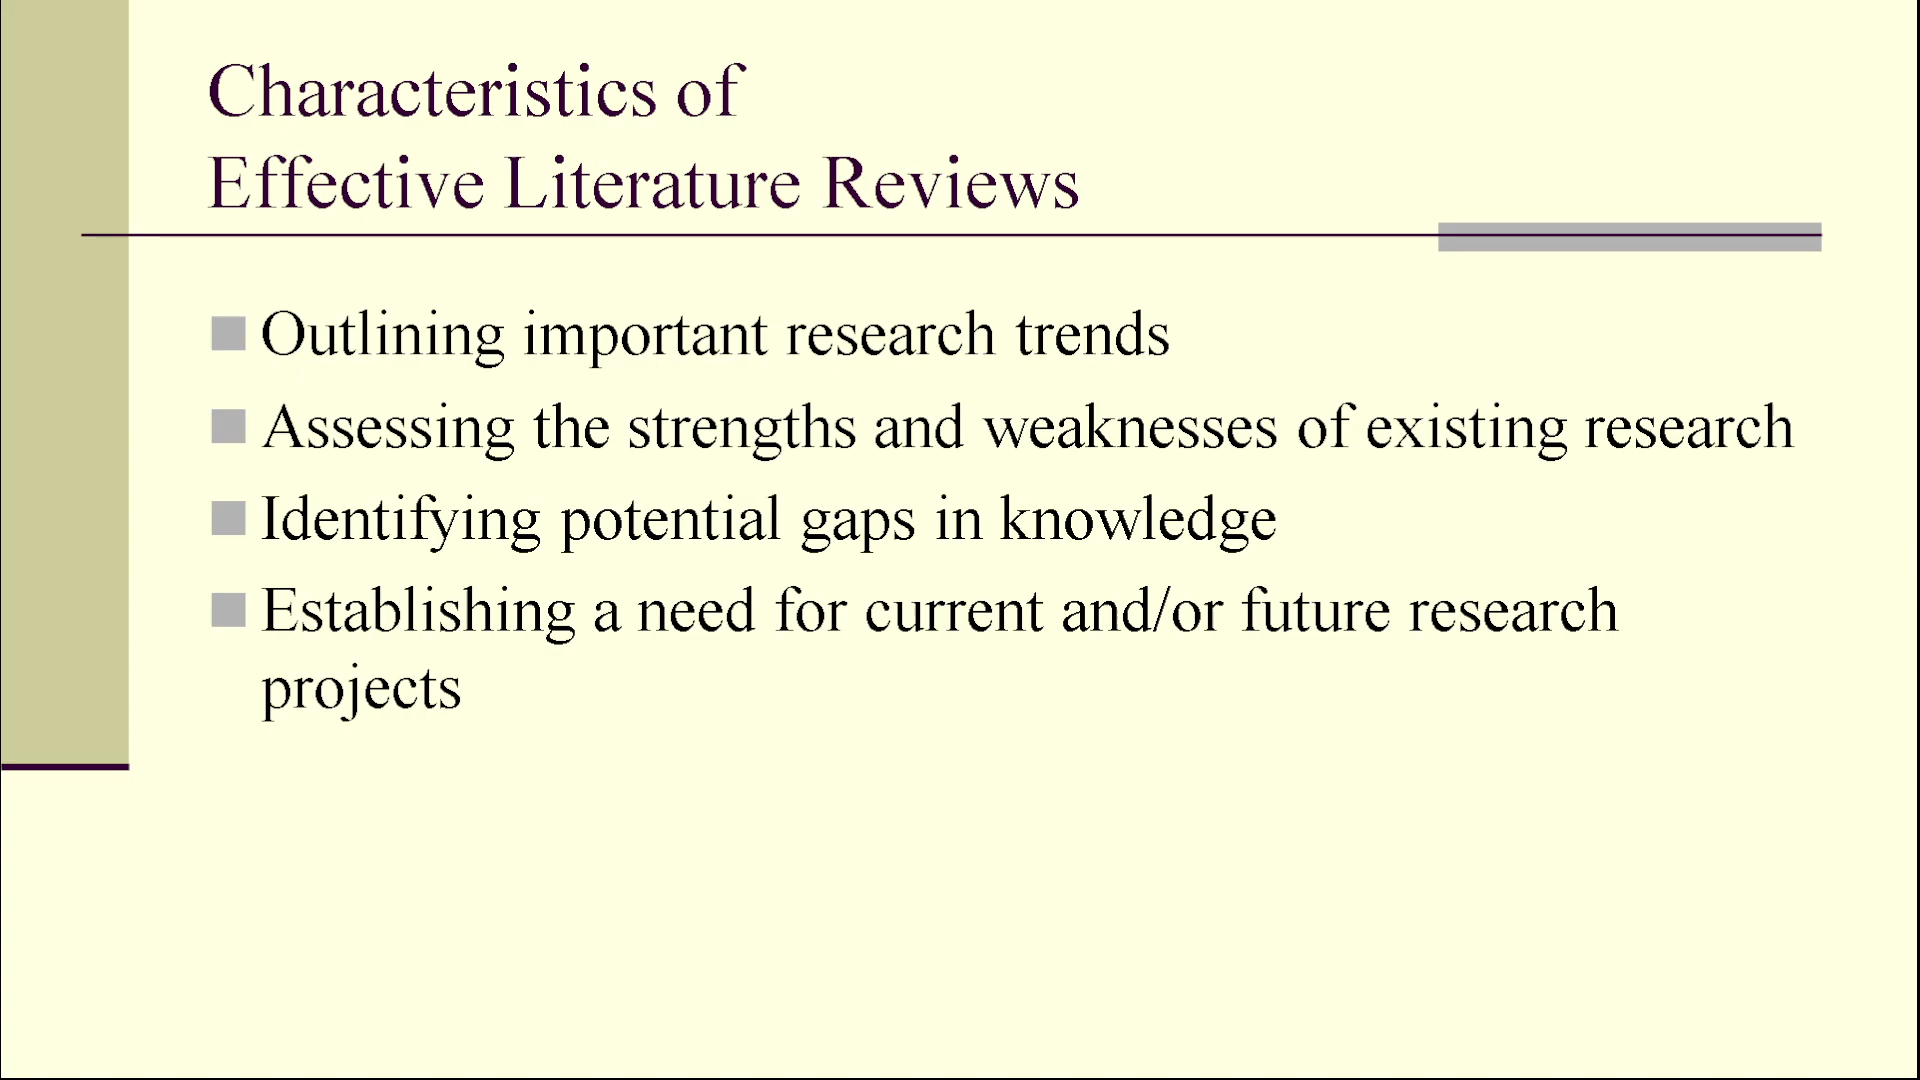 Characteristics of
Effective Literature Reviews
Outlining important research trends
Assessing the strengths and weaknesses of existing research
Identifying potential gaps in knowledge
Establishing a need for current and/or future research
projects